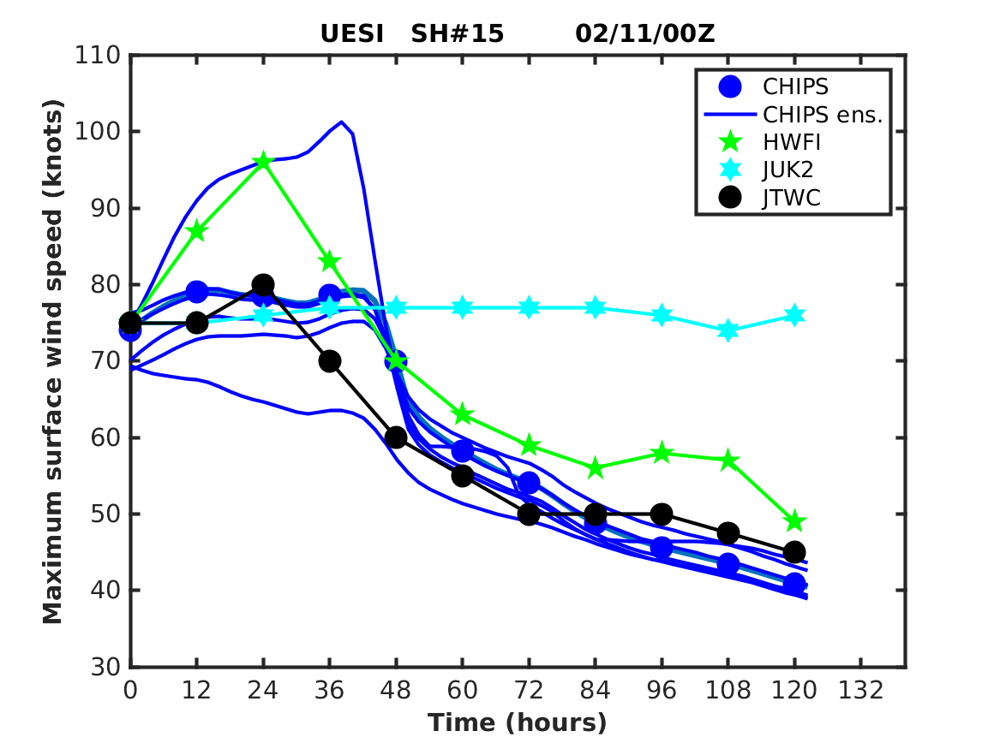 UESI SH#15 02/11/00Z
Maximum surface wind speed (knots)
110
100
90
80
70
60
50
40
30
CHIPS
CHIPS ens.
HWFI
JUK2
JTWC
0 12 24 36 48 60 72 84 96 108 120 132
Time (hours)